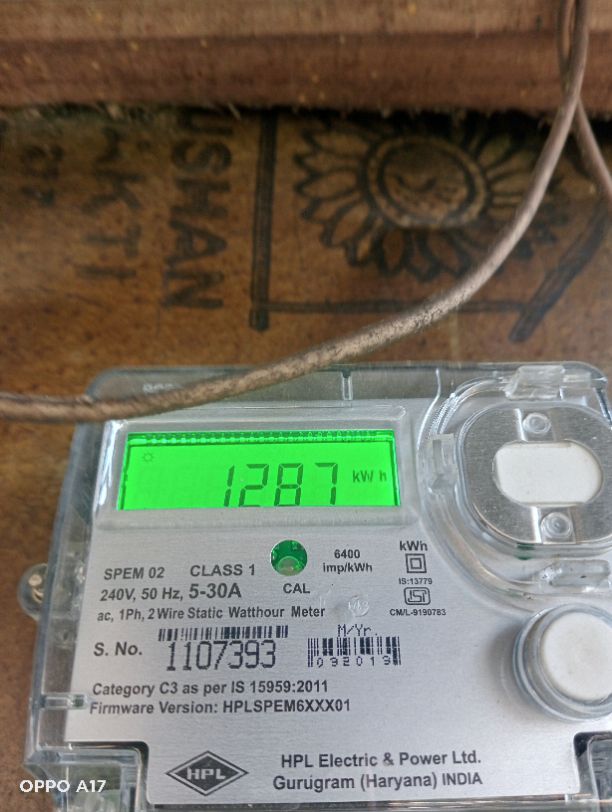 USHAN
KTI
1287 kWh
SPEM 02 CLASS 1
240V, 50 Hz, 5-30A
ac, 1Ph, 2 Wire Static Watthour Meter
CAL
6400
imp/kWh
kWh
IS:13779
ISI
CM/L-9190783
S. No. 1107393
M/Yr.
092019
Category C3 as per IS 15959:2011
Firmware Version: HPLSPEM6XXX01
HPL
HPL Electric & Power Ltd.
Gurugram (Haryana) INDIA
OPPO A17